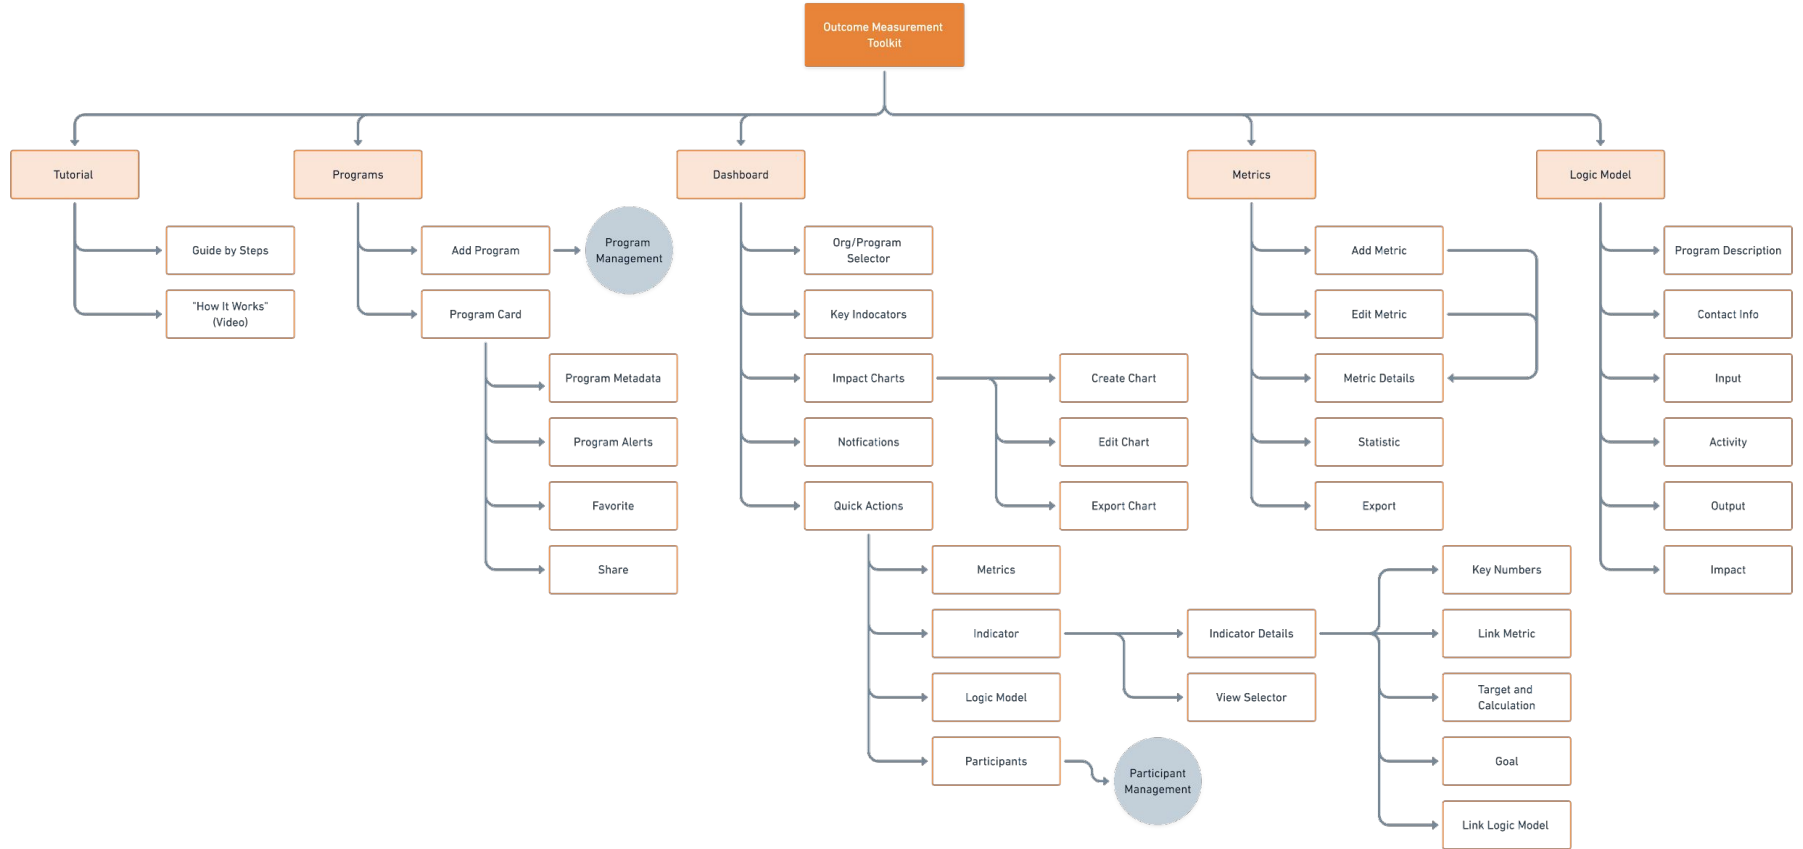 Outcome Measurement
Toolkit
Tutorial
Programs
Dashboard
Metrics
Logic Model
Guide by Steps
"How It Works"
(Video)
Add Program
Program
Management
Program Card
Program Metadata
Program Alerts
Favorite
Share
Org/Program
Selector
Key Indocators
Impact Charts
Create Chart
Edit Chart
Export Chart
Notfications
Quick Actions
Metrics
Indicator
Indicator Details
Key Numbers
Link Metric
Target and
Calculation
Goal
Link Logic Model
View Selector
Logic Model
Participants
Participant
Management
Add Metric
Edit Metric
Metric Details
Statistic
Export
Program Description
Contact Info
Input
Activity
Output
Impact